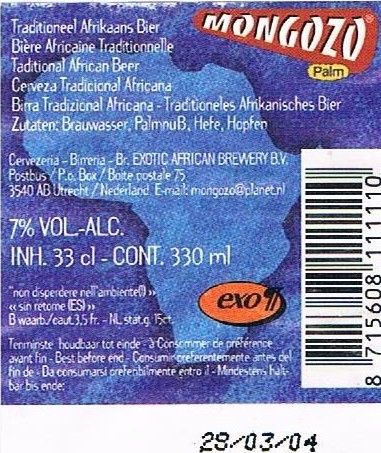 Traditioneel Afrikaans Bier
Bière Africaine Traditionnelle
Taditional African Beer
Cerveza Tradicional Africana
Birra Tradizional Africana - Traditioneles Afrikanisches Bier
Zutaten: Brauwasser, Palmnuß, Hefe, Hopfen
MONGOZO
Palm
Cervezeria - Birreria - Br. EXOTIC AFRICAN BREWERY B.V.
Postbus / P.o. Box / Boite postale 75
3540 AB Utrecht / Nederland E-mail: mongozo@planet.nl
7% VOL.-ALC.
INH. 33 cl - CONT. 330 ml
"non disperdere nell'ambiente(I) »
« sin retorne (ES) »
B waarb./caut.3,5 fr. - NL stat.g. 15ct.
exo
Tenminste houdbaar tot einde - à Consommer de préférence
avant fin - Best before end - Consumir preferentemente antes del
fin de - Da consumarsi preferibilmente entro il - Mindestens halt-
bar bis ende:
8 715608 111110
28/03/04